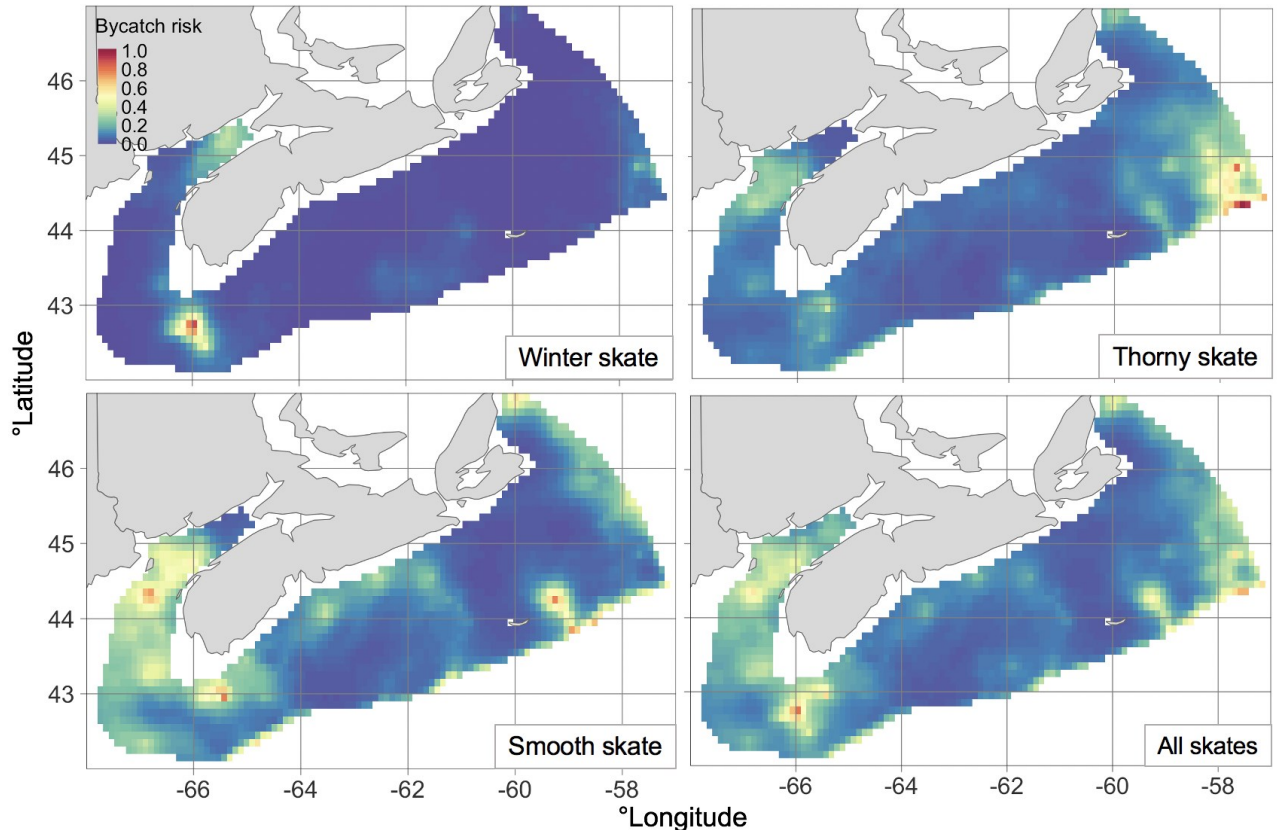 Bycatch risk
1.0
0.8
0.6
0.4
0.2
0.0
46
45
44
43
Winter skate
Thorny skate
°Latitude
46
45
44
43
Smooth skate
All skates
-66 -64 -62 -60 -58
-66 -64 -62 -60 -58
°Longitude